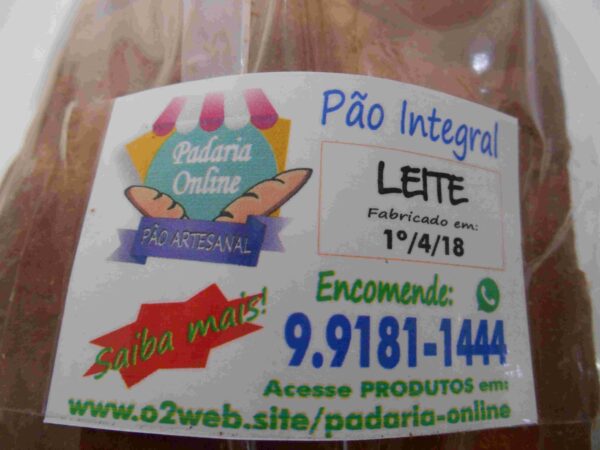 Padaria
Online
PÃO ARTESANAL
Pão Integral
LEITE
Fabricado em:
1º/4/18
Saiba mais!
Encomende:
9.9181-1444
Acesse PRODUTOS em:
www.o2web.site/padaria-online